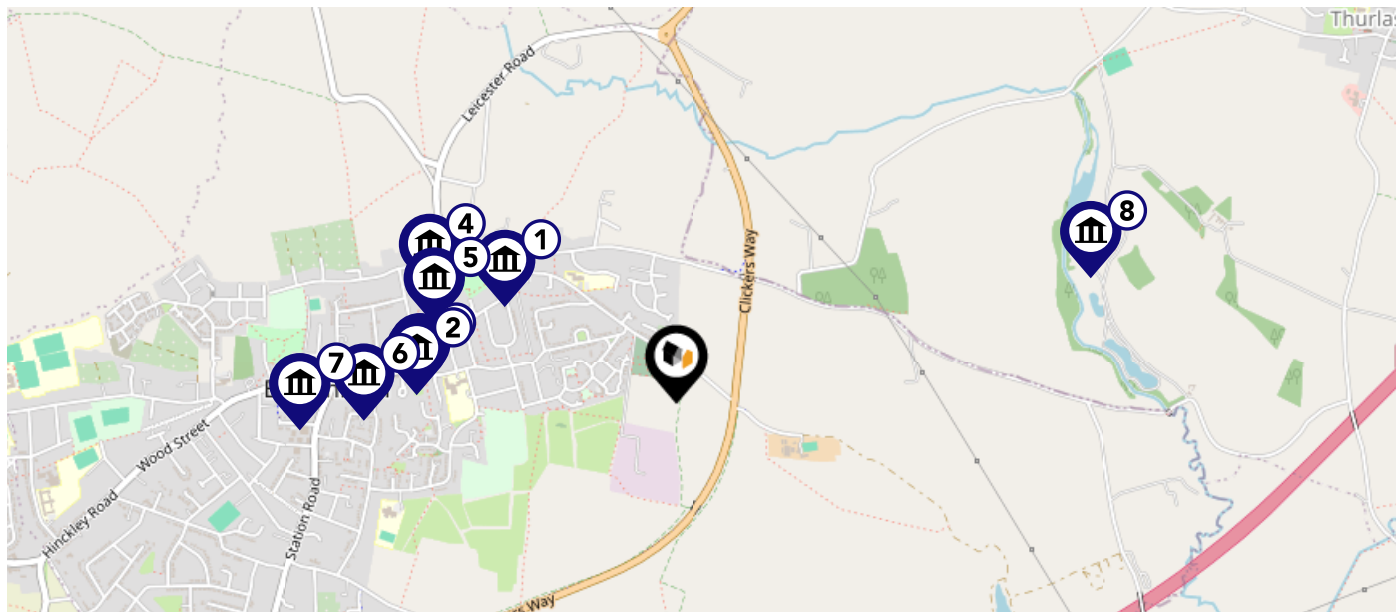 Thurlas
Leicester Road
8
4
1
5
Clickers Way
2
6
7
Wood Street
Hinckley Road
Station Road
Way